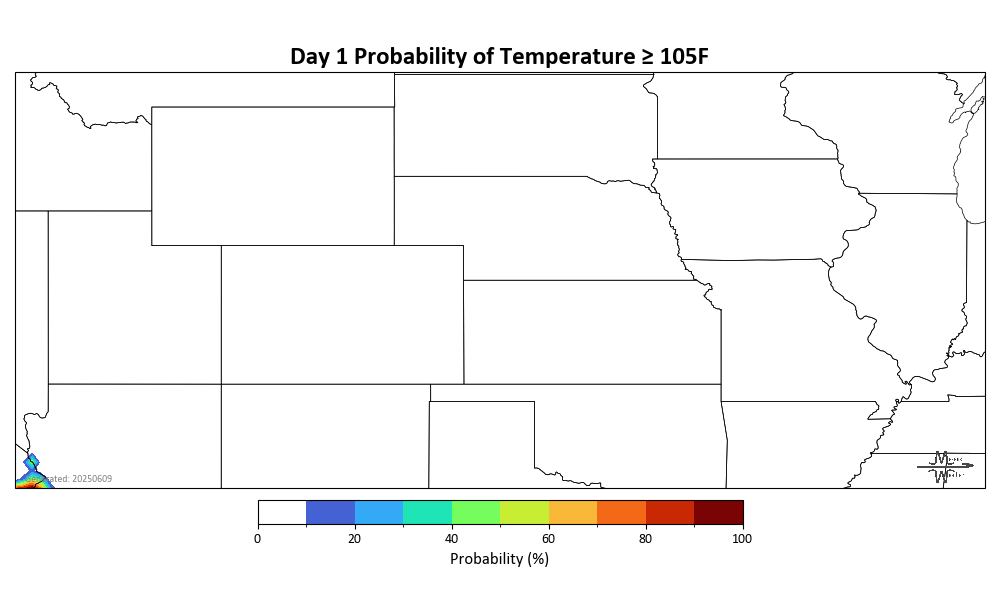 Day 1 Probability of Temperature ≥ 105F
Generated: 20250609
0 20 40 60 80 100
Probability (%)